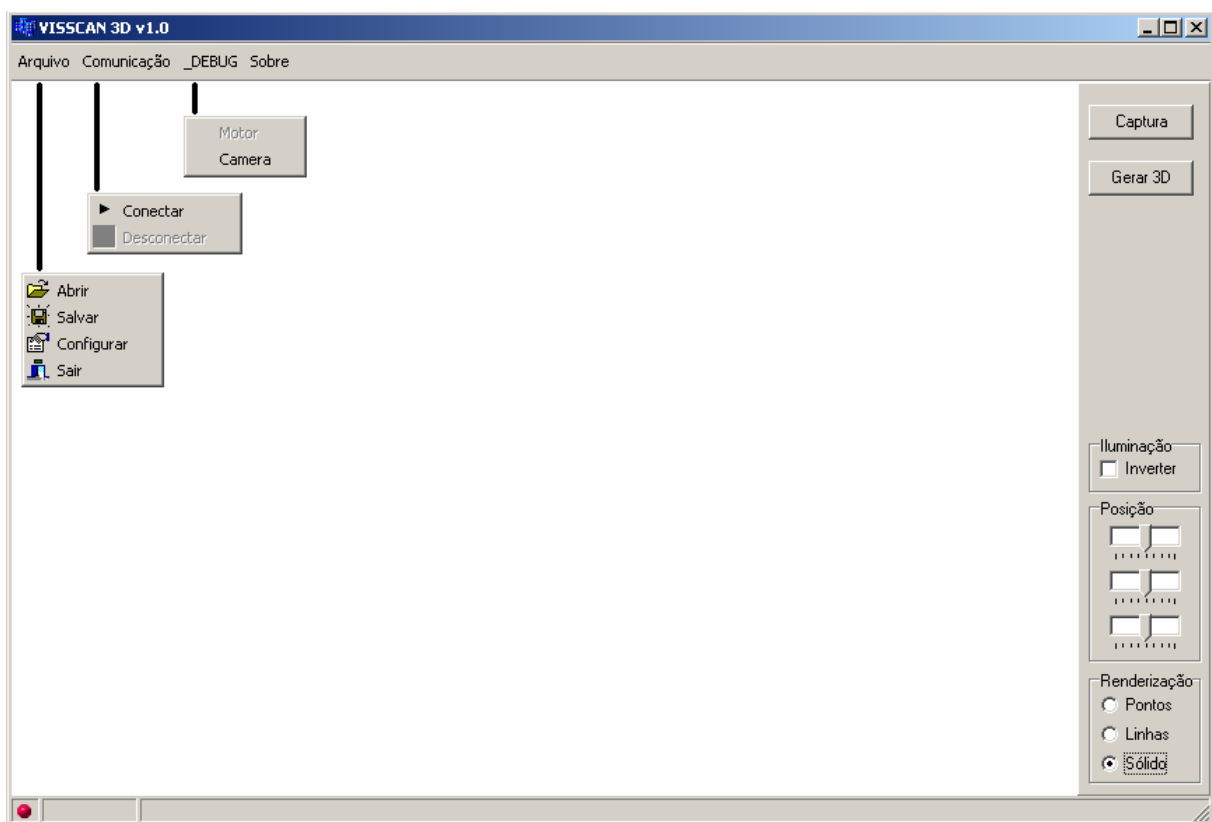 VISSCAN 3D v1.0
Arquivo Comunicação _DEBUG Sobre
Motor
Camera
Conectar
Desconectar
Abrir
Salvar
Configurar
Sair
Captura
Gerar 3D
Iluminação
Inverter
Posição
Renderização
Pontos
Linhas
Sólido